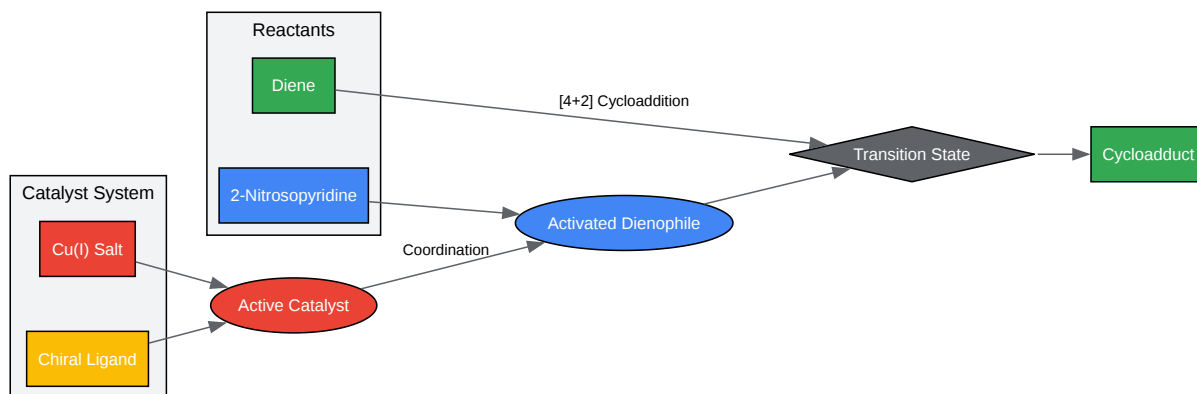 Reactants
Diene
[4+2] Cycloaddition
Transition State
Cycloadduct
2-Nitrosopyridine
Activated Dienophile
Catalyst System
Cu(I) Salt
Coordination
Active Catalyst
Chiral Ligand